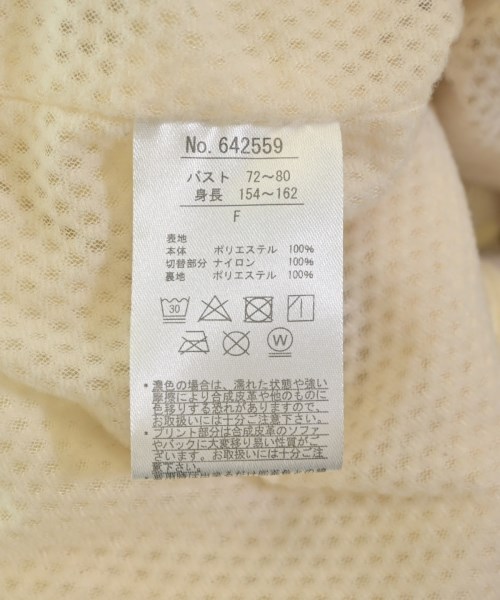 No. 642559
バスト 72～80
身長 154～162
F
表地
本体 ポリエステル 100%
切替部分 ナイロン 100%
裏地 ポリエステル 100%
30
W
*濃色の場合は、濡れた状態や強い
摩擦により合成皮革や他のものに
色移りする恐れがありますので、
お取扱いには十分ご注意下さい。
*プリント部分は合成皮革のソファ
やバックに大変移り易い性質がご
ざいます。お取扱いには十分ご注
意下さい。